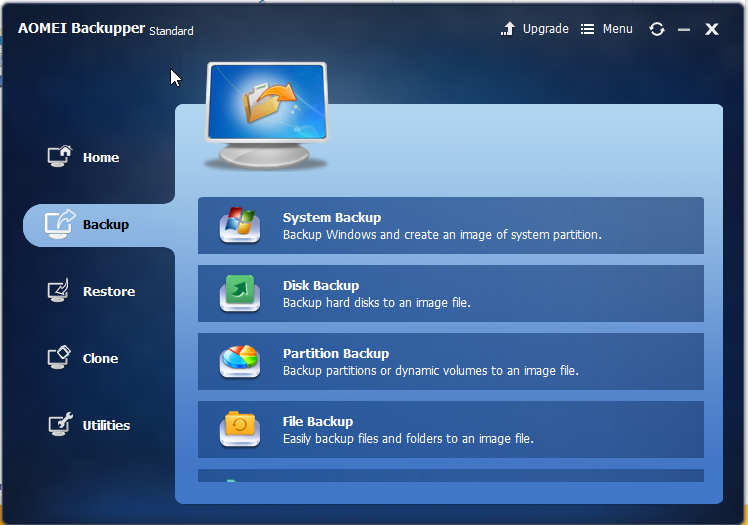 AOMEI Backupper Standard
Upgrade
Menu
Home
Backup
Restore
Clone
Utilities
System Backup
Backup Windows and create an image of system partition.
Disk Backup
Backup hard disks to an image file.
Partition Backup
Backup partitions or dynamic volumes to an image file.
File Backup
Easily backup files and folders to an image file.